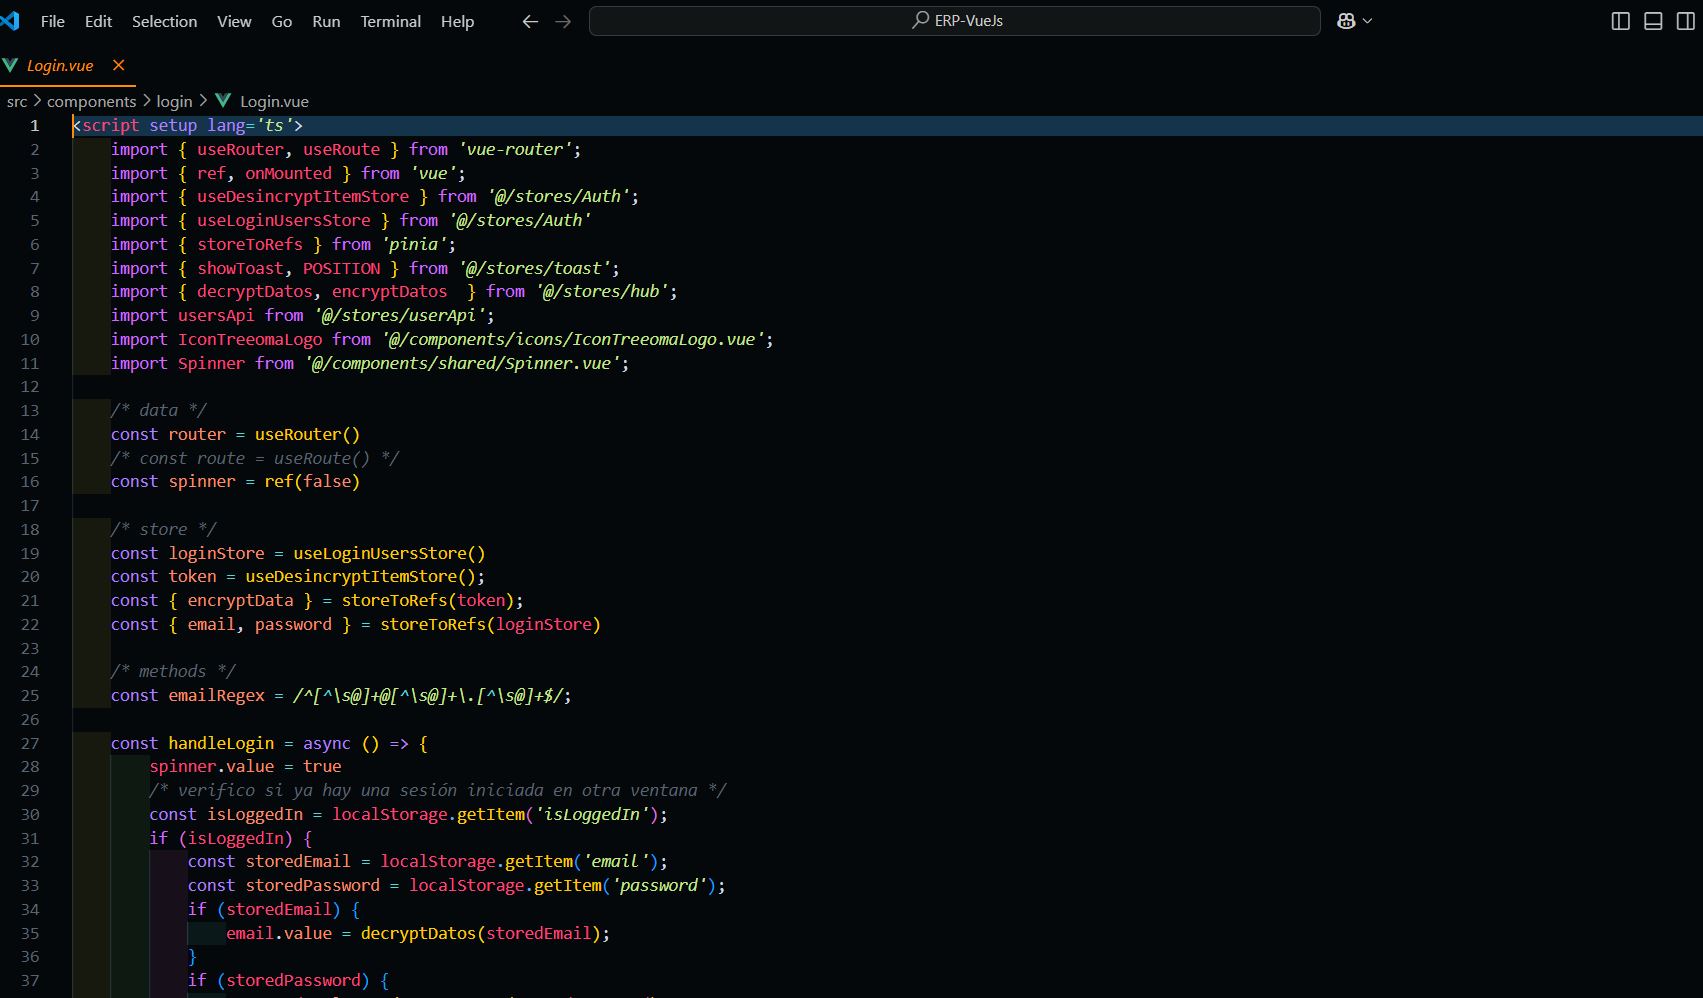 File Edit Selection View Go Run Terminal Help ERP-VueJs
Login.vue
src > components > login > Login.vue
1 <script setup lang='ts'>
2 import { useRouter, useRoute } from 'vue-router';
3 import { ref, onMounted } from 'vue';
4 import { useDesincryptItemStore } from '@/stores/Auth';
5 import { useLoginUsersStore } from '@/stores/Auth'
6 import { storeToRefs } from 'pinia';
7 import { showToast, POSITION } from '@/stores/toast';
8 import { decryptDatos, encryptDatos  } from '@/stores/hub';
9 import usersApi from '@/stores/userApi';
10 import IconTreeomaLogo from '@/components/icons/IconTreeomaLogo.vue';
11 import Spinner from '@/components/shared/Spinner.vue';
12
13 /* data */
14 const router = useRouter()
15 /* const route = useRoute() */
16 const spinner = ref(false)
17
18 /* store */
19 const loginStore = useLoginUsersStore()
20 const token = useDesincryptItemStore();
21 const { encryptData } = storeToRefs(token);
22 const { email, password } = storeToRefs(loginStore)
23
24 /* methods */
25 const emailRegex = /^[^\s@]+@[^\s@]+\.[^\s@]+$/;
26
27 const handleLogin = async () => {
28 spinner.value = true
29 /* verifico si ya hay una sesión iniciada en otra ventana */
30 const isLoggedIn = localStorage.getItem('isLoggedIn');
31 if (isLoggedIn) {
32 const storedEmail = localStorage.getItem('email');
33 const storedPassword = localStorage.getItem('password');
34 if (storedEmail) {
35 email.value = decryptDatos(storedEmail);
36 }
37 if (storedPassword) {